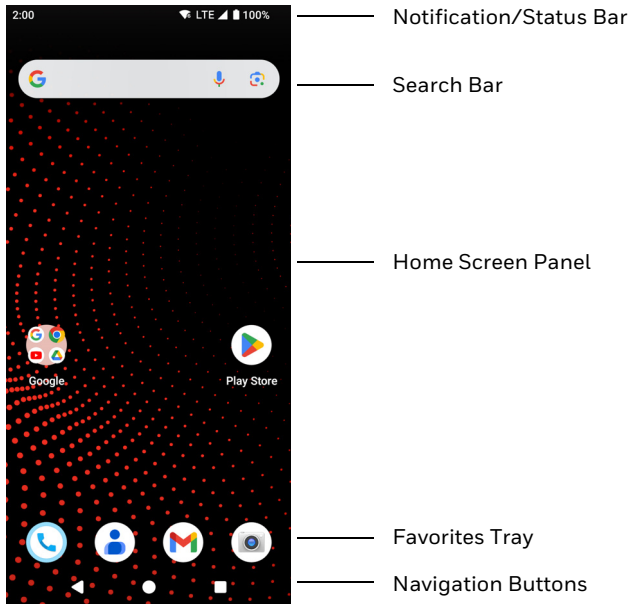 2:00 LTE 100%
Notification/Status Bar
Search Bar
Home Screen Panel
Google
Play Store
Favorites Tray
Navigation Buttons